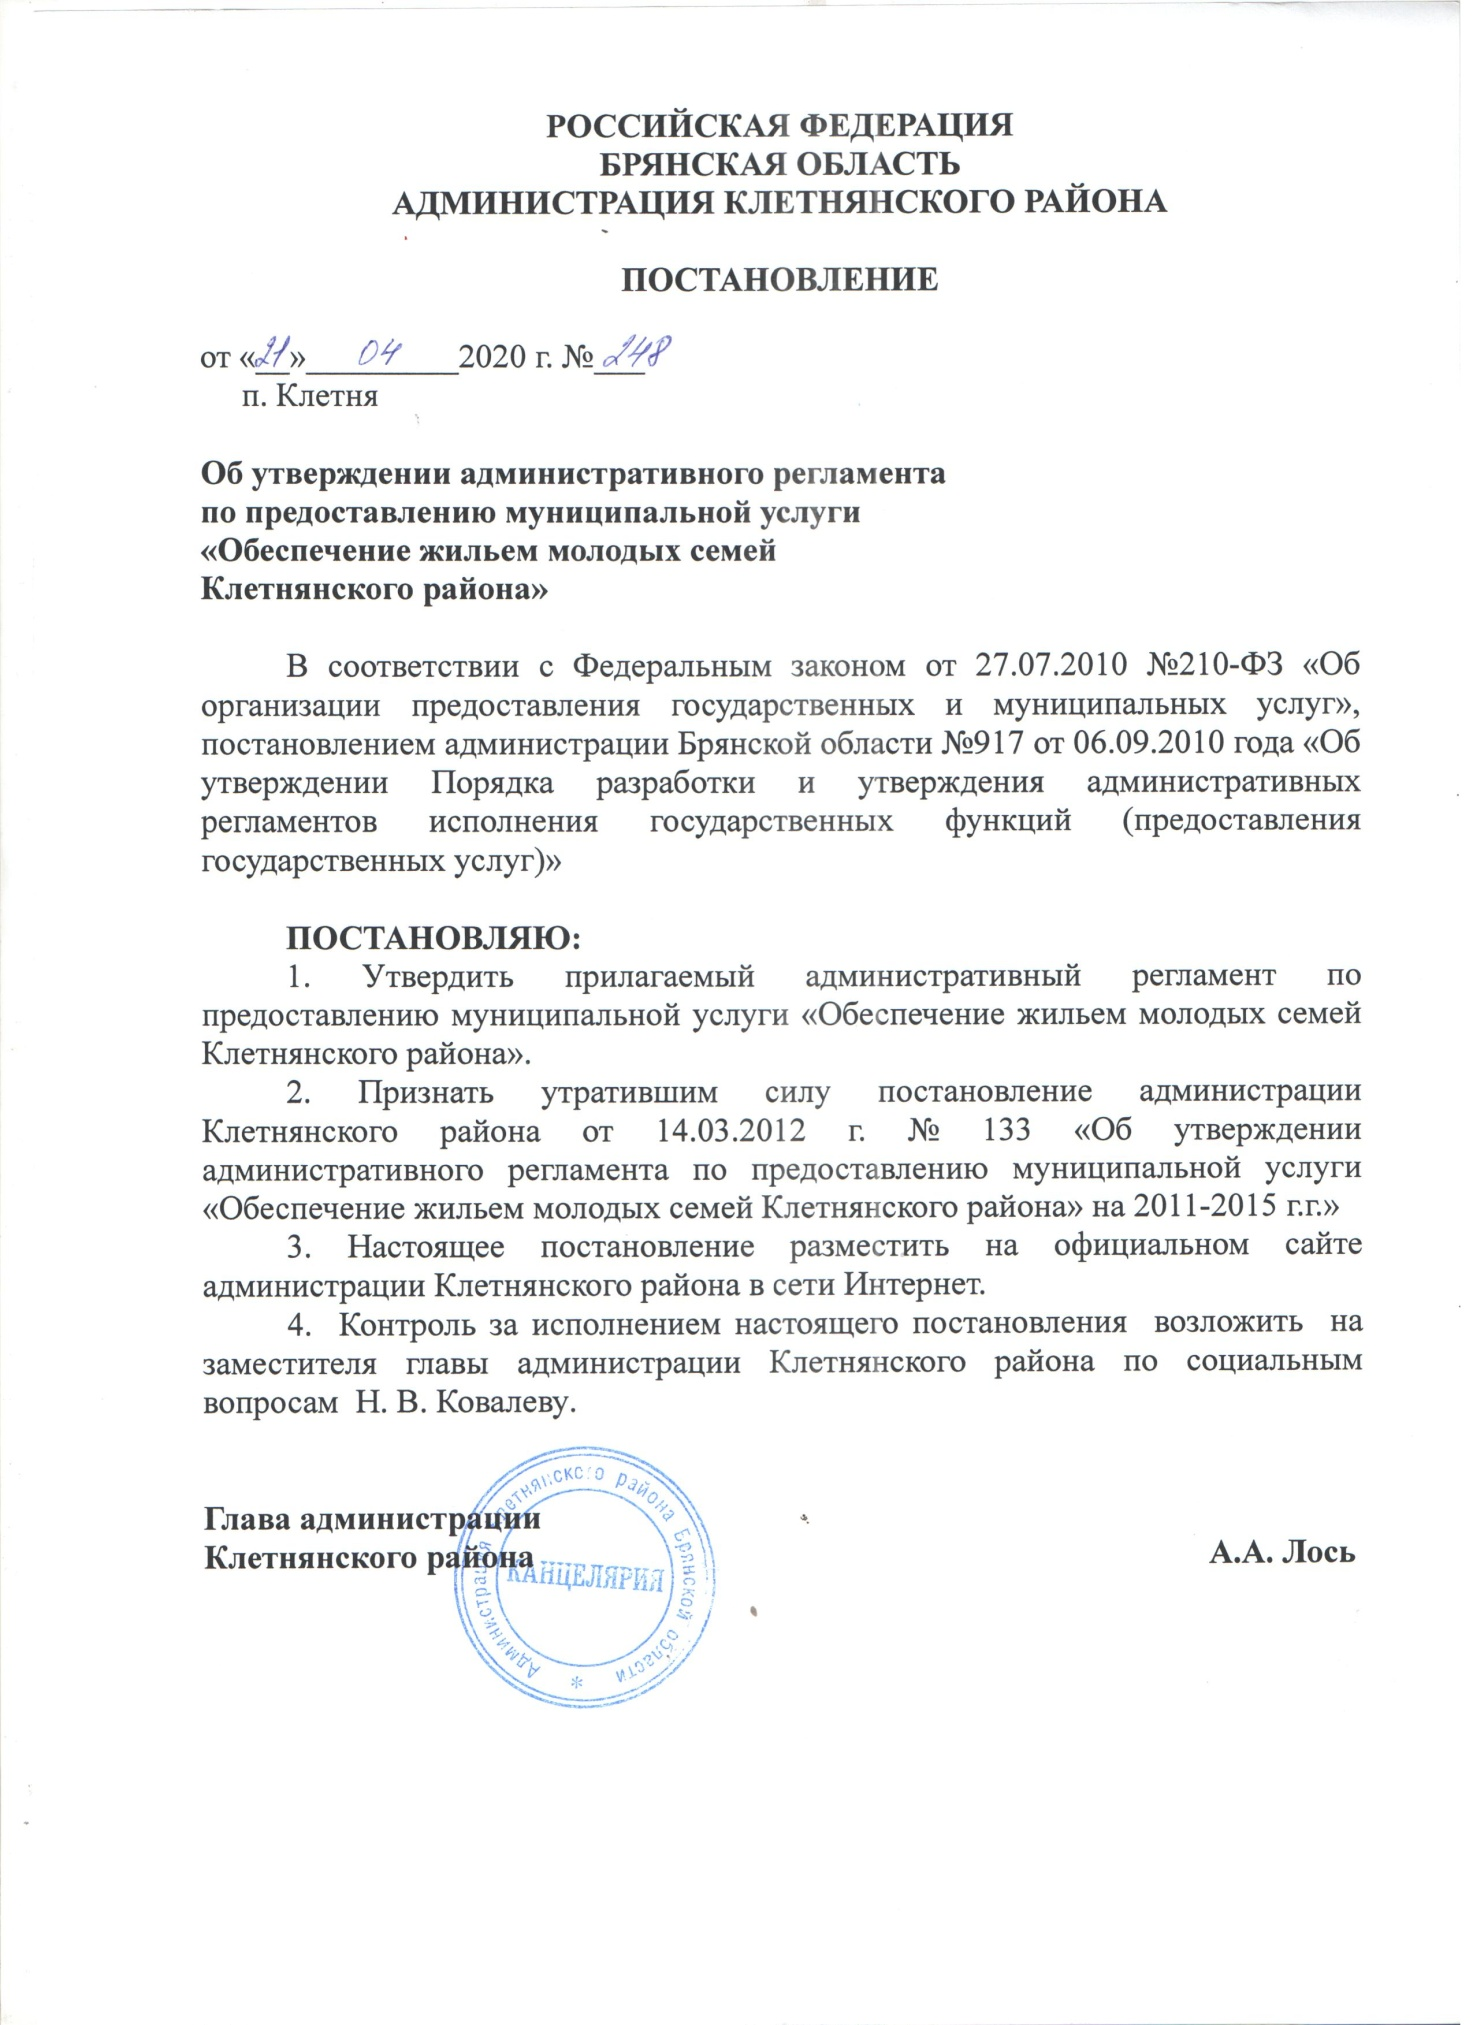 РОССИЙСКАЯ ФЕДЕРАЦИЯ
БРЯНСКАЯ ОБЛАСТЬ
АДМИНИСТРАЦИЯ КЛЕТНЯНСКОГО РАЙОНА
ПОСТАНОВЛЕНИЕ
от «21» 04 2020 г. № 248
п. Клетня
Об утверждении административного регламента
по предоставлению муниципальной услуги
«Обеспечение жильем молодых семей
Клетнянского района»
В соответствии с Федеральным законом от 27.07.2010 №210-ФЗ «Об
организации предоставления государственных и муниципальных услуг»,
постановлением администрации Брянской области №917 от 06.09.2010 года «Об
утверждении Порядка разработки и утверждения административных
регламентов исполнения государственных функций (предоставления
государственных услуг)»
ПОСТАНОВЛЯЮ:
1. Утвердить прилагаемый административный регламент по
предоставлению муниципальной услуги «Обеспечение жильем молодых семей
Клетнянского района».
2. Признать утратившим силу постановление администрации
Клетнянского района от 14.03.2012 г. № 133 «Об утверждении
административного регламента по предоставлению муниципальной услуги
«Обеспечение жильем молодых семей Клетнянского района» на 2011-2015 г.г.»
3. Настоящее постановление разместить на официальном сайте
администрации Клетнянского района в сети Интернет.
4. Контроль за исполнением настоящего постановления возложить на
заместителя главы администрации Клетнянского района по социальным
вопросам Н. В. Ковалеву.
Глава администрации
Клетнянского района
А.А. Лось
Администрация Клетнянского района Брянской области
КАНЦЕЛЯРИЯ